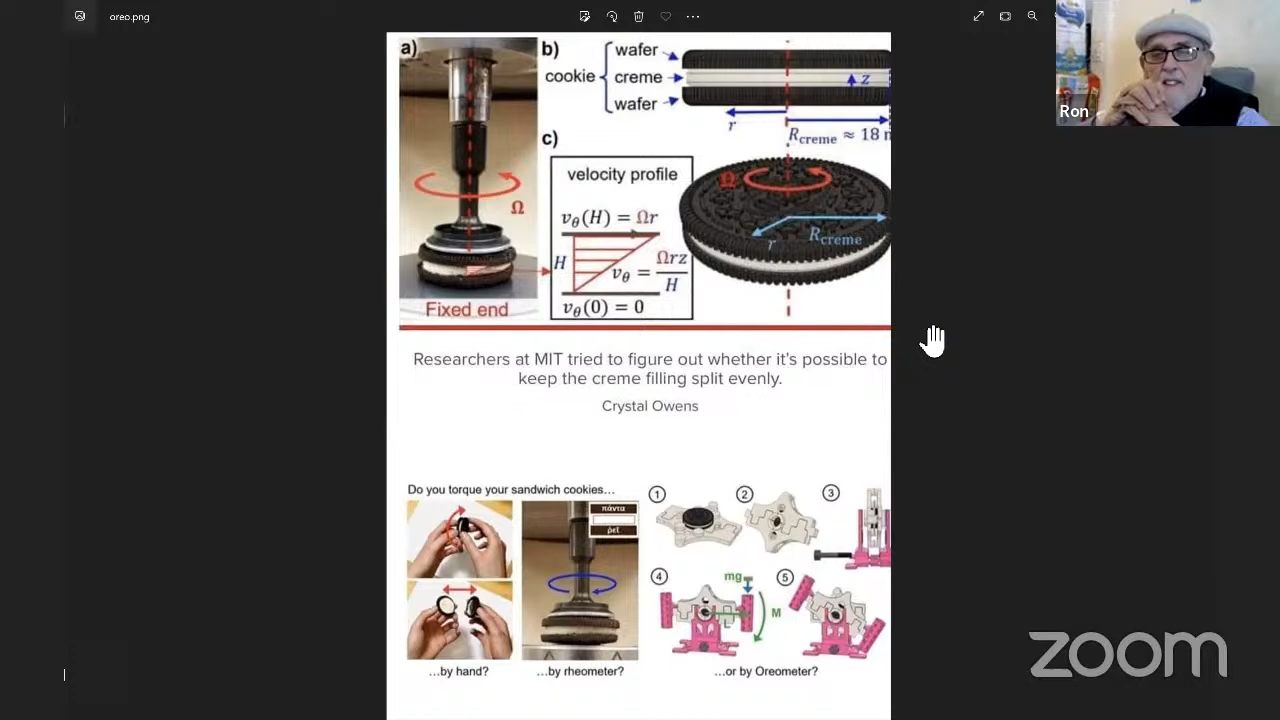 oreo.png
a)
b)
wafer
cookie
creme
wafer
z
r
R_creme ≈ 18
c)
velocity profile
v_θ(H) = Ωr
H
v_θ = Ωrz/H
v_θ(0) = 0
Ω
Fixed end
Ω
r
R_creme
Ron
Researchers at MIT tried to figure out whether it's possible to
keep the creme filling split evenly.
Crystal Owens
Do you torque your sandwich cookies...
πάντα
ῥεῖ
1
2
3
4
5
mg
L
M
...by hand?
...by rheometer?
...or by Oreometer?
zoom